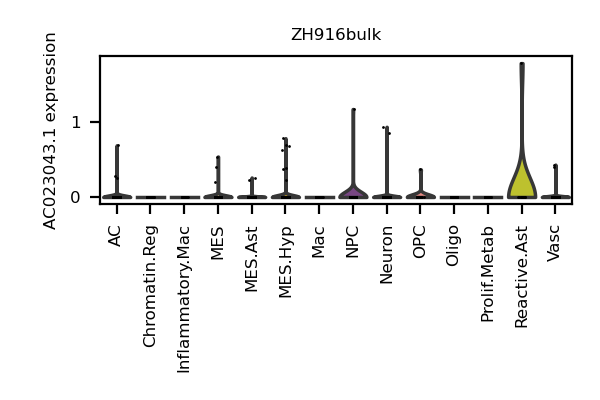 ZH916bulk
AC023043.1 expression
1
0
AC
Chromatin.Reg
Inflammatory.Mac
MES
MES.Ast
MES.Hyp
Mac
NPC
Neuron
OPC
Oligo
Prolif.Metab
Reactive.Ast
Vasc